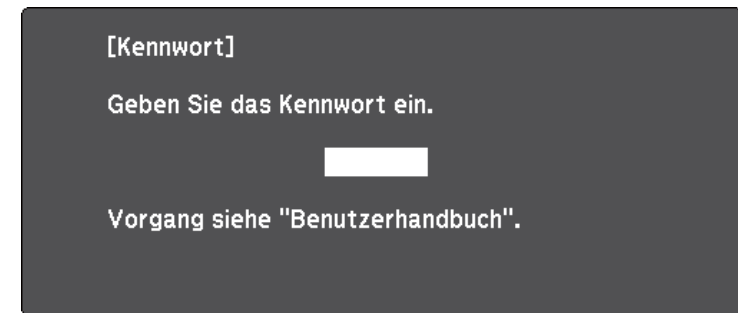 [Kennwort]
Geben Sie das Kennwort ein.
Vorgang siehe "Benutzerhandbuch".